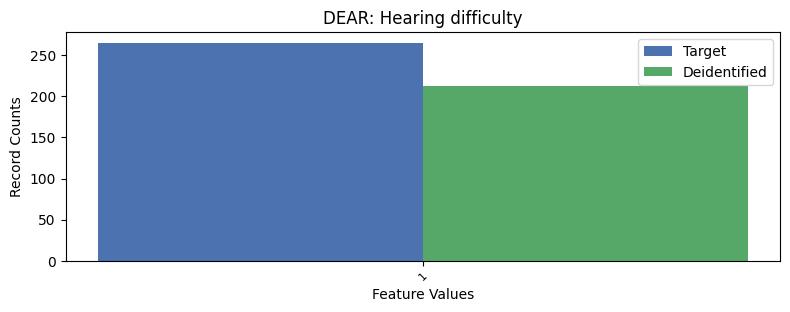 DEAR: Hearing difficulty
Target
Deidentified
Record Counts
250
200
150
100
50
0
1
Feature Values